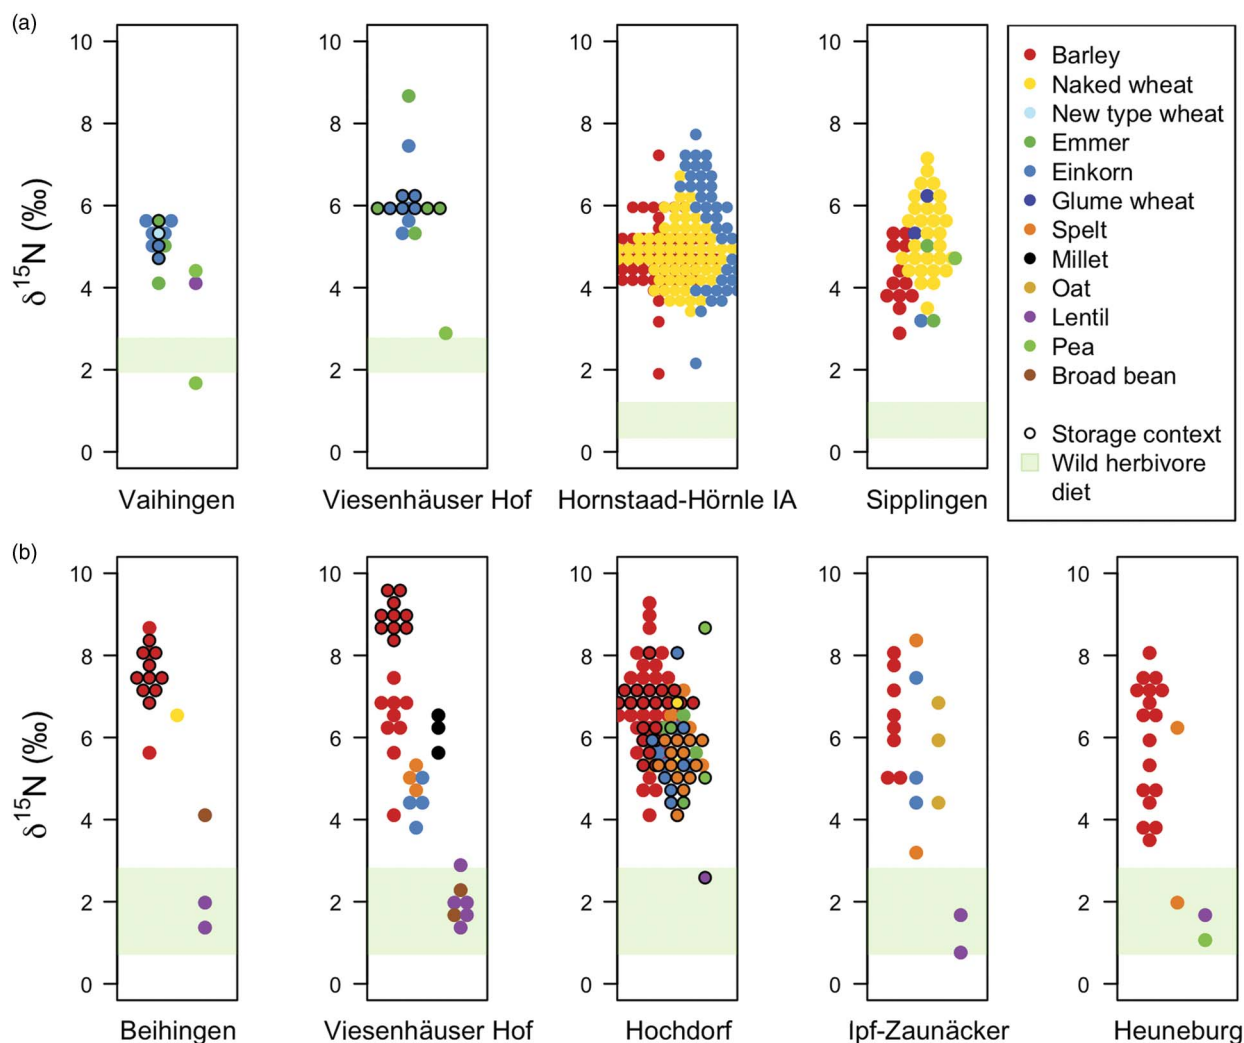 (a)
δ¹⁵N (‰)
10
8
6
4
2
0
Vaihingen
10
8
6
4
2
0
Viesenhäuser Hof
10
8
6
4
2
0
Hornstaad-Hörnle IA
10
8
6
4
2
0
Sipplingen
Barley
Naked wheat
New type wheat
Emmer
Einkorn
Glume wheat
Spelt
Millet
Oat
Lentil
Pea
Broad bean
Storage context
Wild herbivore
diet
(b)
δ¹⁵N (‰)
10
8
6
4
2
0
Beihingen
10
8
6
4
2
0
Viesenhäuser Hof
10
8
6
4
2
0
Hochdorf
10
8
6
4
2
0
Ipf-Zaunäcker
10
8
6
4
2
0
Heuneburg